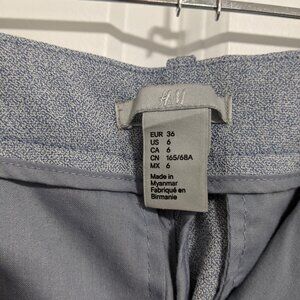 H&M
EUR 36
US 6
CA 6
CN 165/68A
MX 6
Made in
Myanmar
Fabriqué en
Birmanie